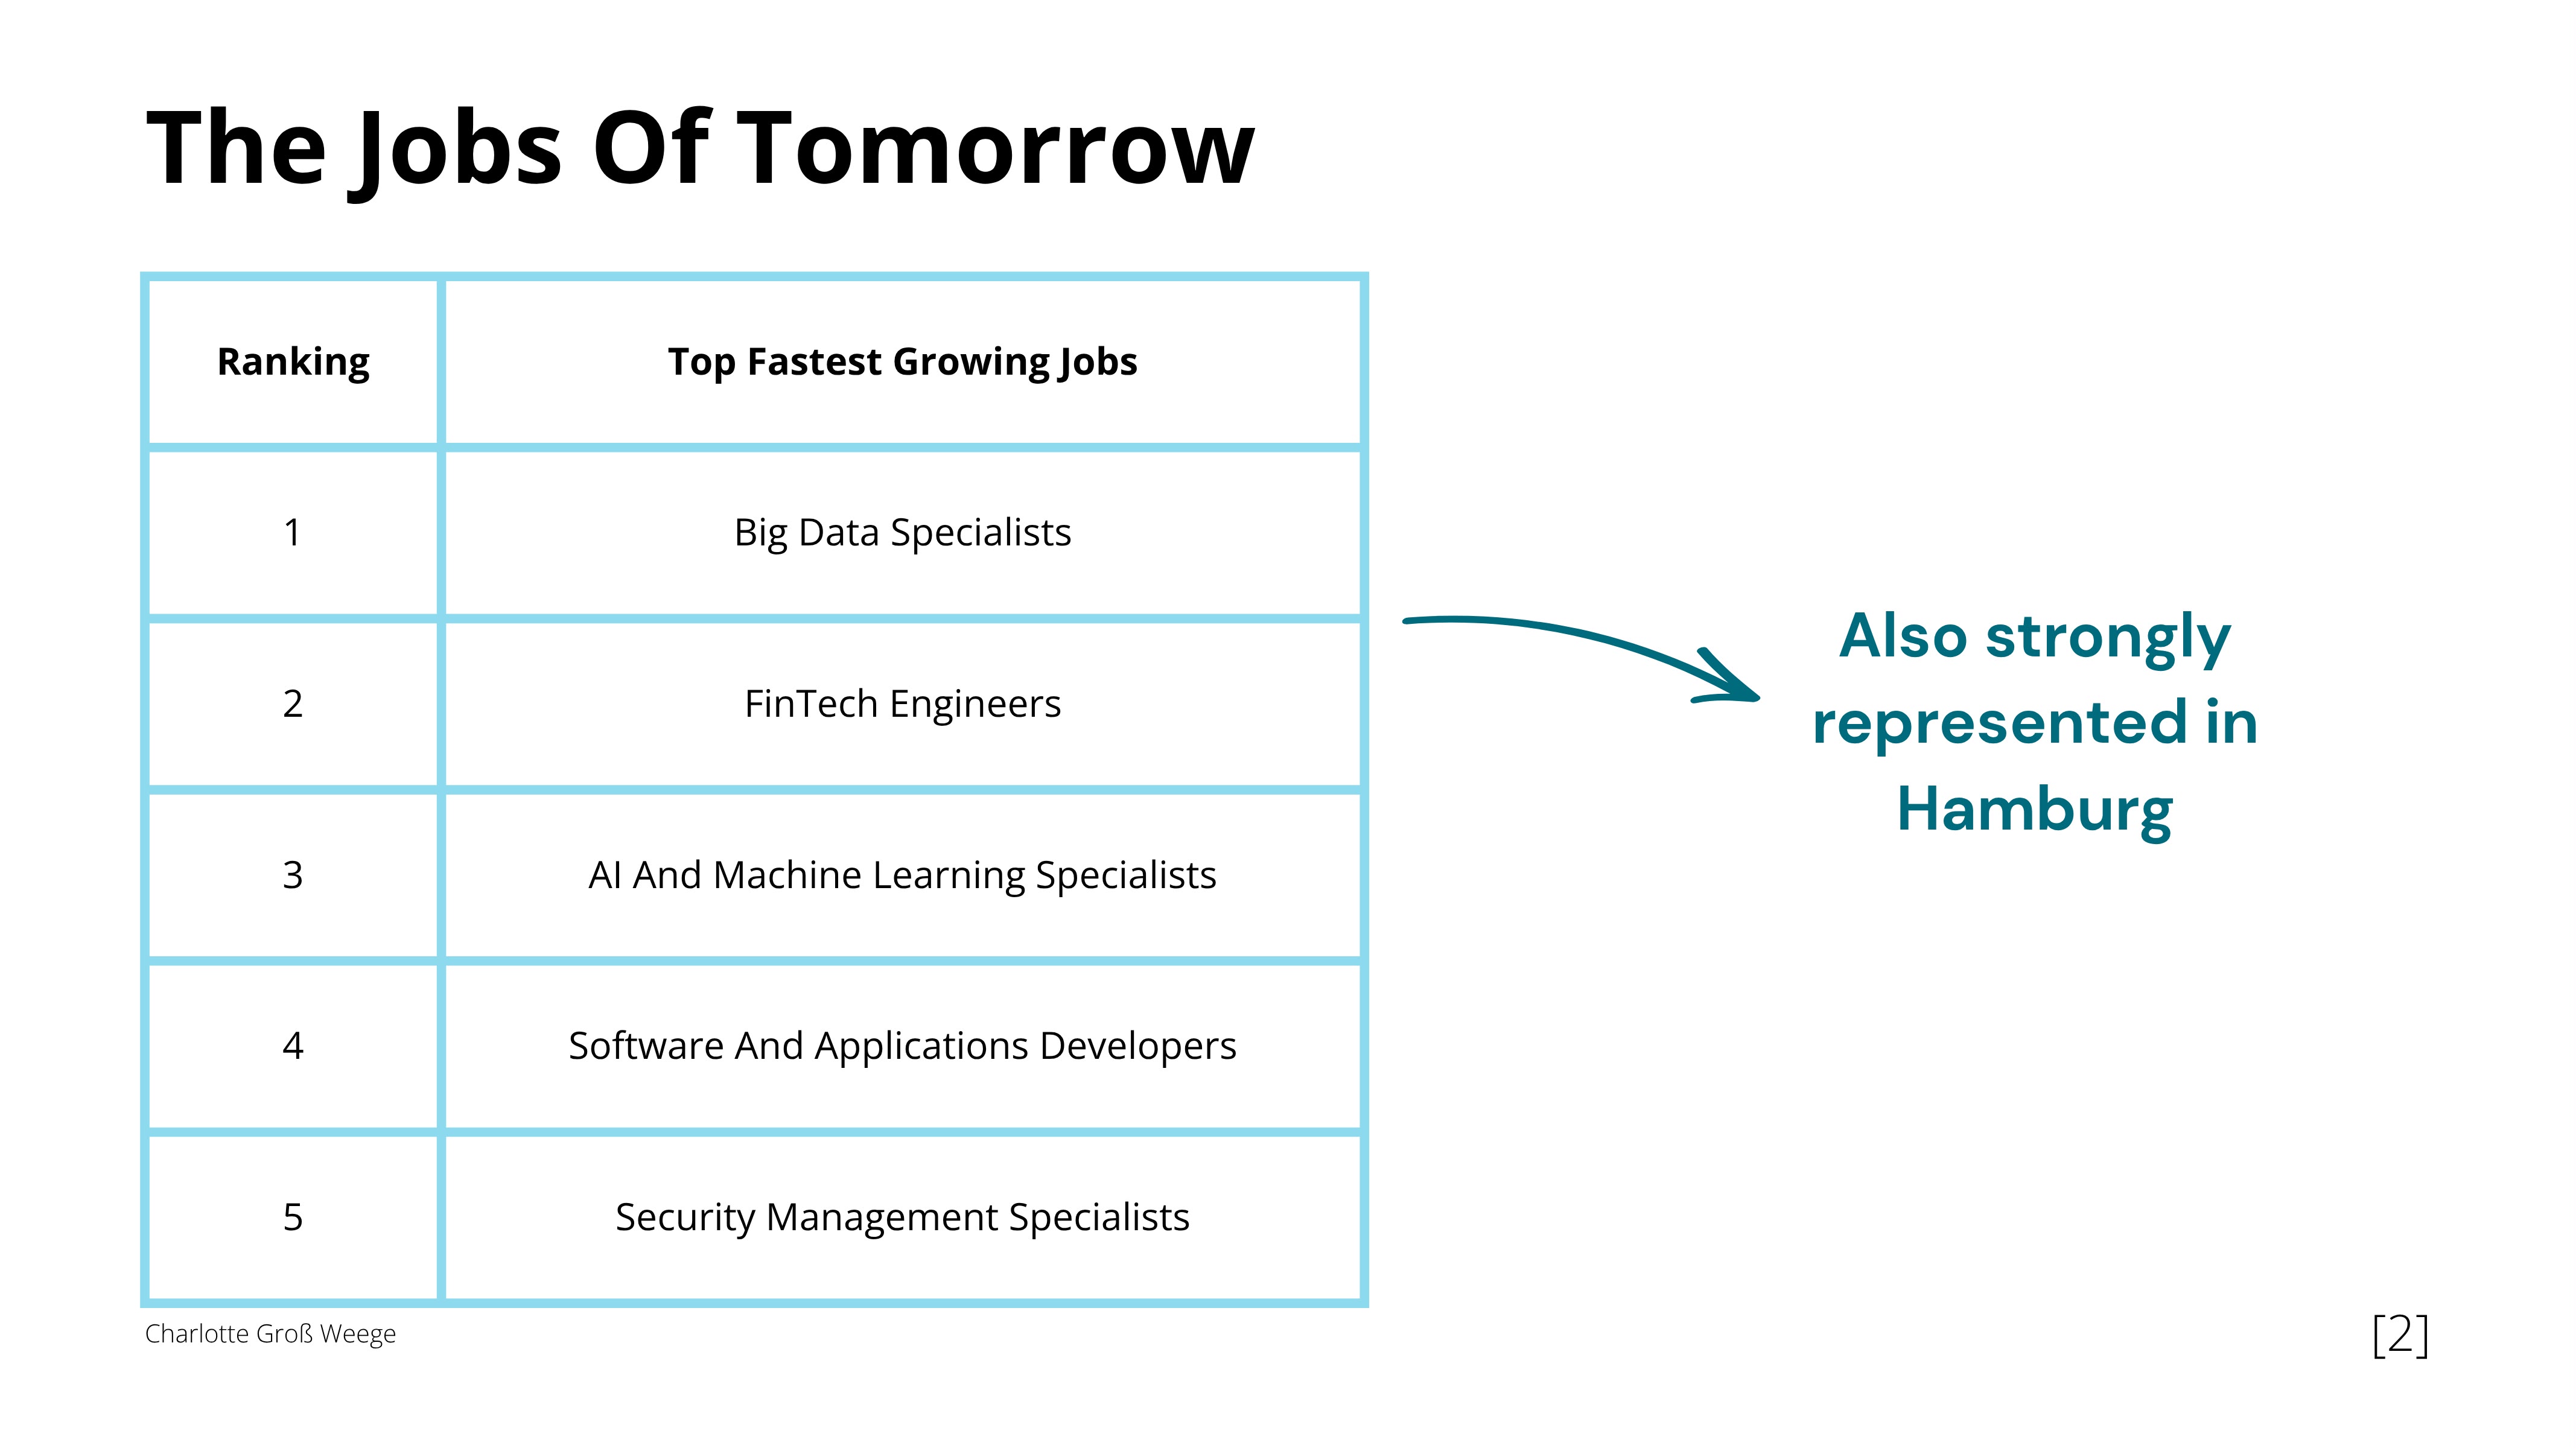 The Jobs Of Tomorrow
Ranking Top Fastest Growing Jobs
1 Big Data Specialists
2 FinTech Engineers
3 AI And Machine Learning Specialists
4 Software And Applications Developers
5 Security Management Specialists
Also strongly
represented in
Hamburg
Charlotte Groß Weege
[2]